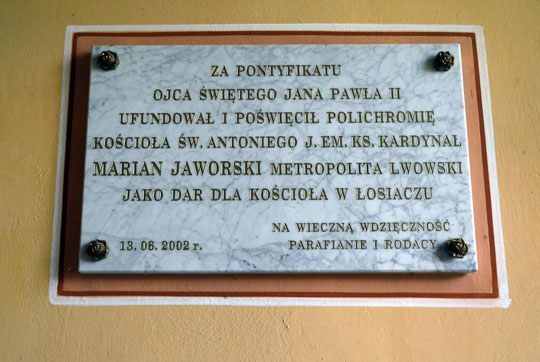 ZA PONTYFIKATU
OJCA ŚWIĘTEGO JANA PAWŁA II
UFUNDOWAŁ I POŚWIĘCIŁ POLICHROMIĘ
KOŚCIOŁA ŚW. ANTONIEGO J. EM. KS. KARDYNAŁ
MARIAN JAWORSKI METROPOLITA LWOWSKI
JAKO DAR DLA KOŚCIOŁA W ŁOSIACZU
NA WIECZNĄ WDZIĘCZNOŚĆ
13.06.2002 r. PARAFIANIE I RODACY